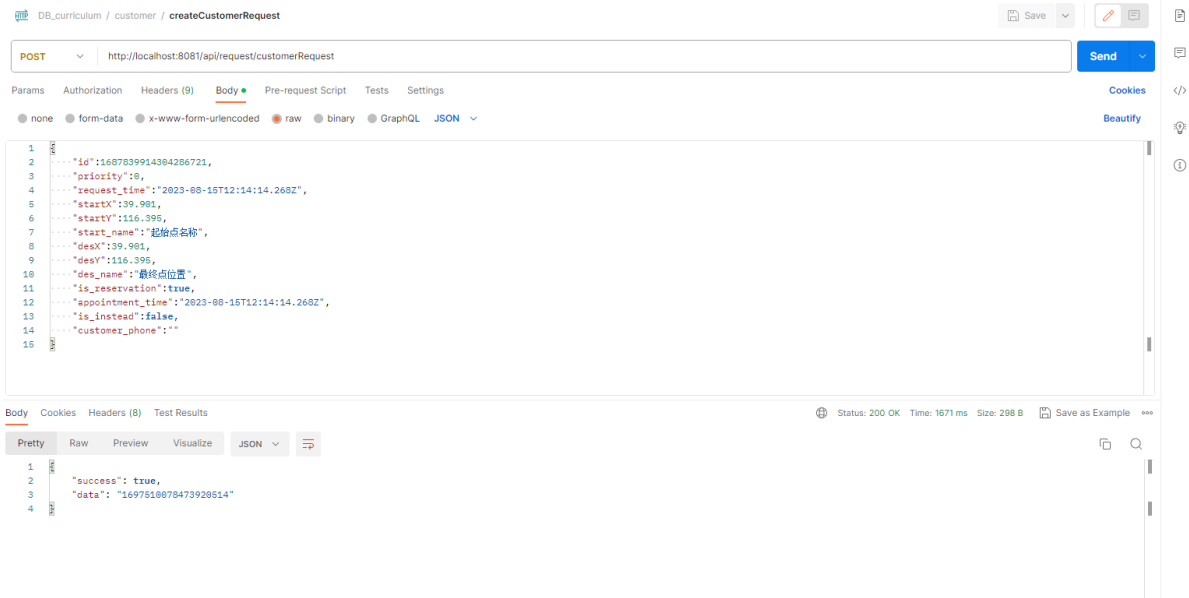 HTTP DB_curriculum / customer / createCustomerRequest Save
POST http://localhost:8081/api/request/customerRequest Send
Params Authorization Headers (9) Body Pre-request Script Tests Settings Cookies
none form-data x-www-form-urlencoded raw binary GraphQL JSON Beautify
1 {
2 "id":1687839914304286721,
3 "priority":0,
4 "request_time":"2023-08-15T12:14:14.268Z",
5 "startX":39.901,
6 "startY":116.395,
7 "start_name":"起始点名称",
8 "desX":39.901,
9 "desY":116.395,
10 "des_name":"最终点位置",
11 "is_reservation":true,
12 "appointment_time":"2023-08-15T12:14:14.268Z",
13 "is_instead":false,
14 "customer_phone":""
15 }
Body Cookies Headers (8) Test Results Status: 200 OK Time: 1671 ms Size: 298 B Save as Example
Pretty Raw Preview Visualize JSON
1 {
2 "success": true,
3 "data": "1697510078473920514"
4 }